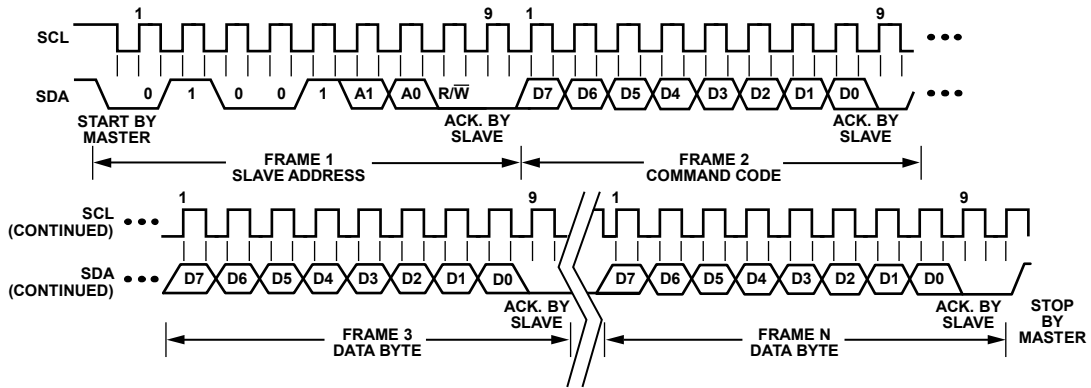 1 9 1 9
SCL
SDA 0 1 0 0 1 A1 A0 R/W̅ D7 D6 D5 D4 D3 D2 D1 D0
START BY MASTER
ACK. BY SLAVE
ACK. BY SLAVE
FRAME 1
SLAVE ADDRESS
FRAME 2
COMMAND CODE
1 9 1 9
SCL
(CONTINUED)
SDA
(CONTINUED)
D7 D6 D5 D4 D3 D2 D1 D0 D7 D6 D5 D4 D3 D2 D1 D0
ACK. BY
SLAVE
ACK. BY
SLAVE
STOP
BY
MASTER
FRAME 3
DATA BYTE
FRAME N
DATA BYTE